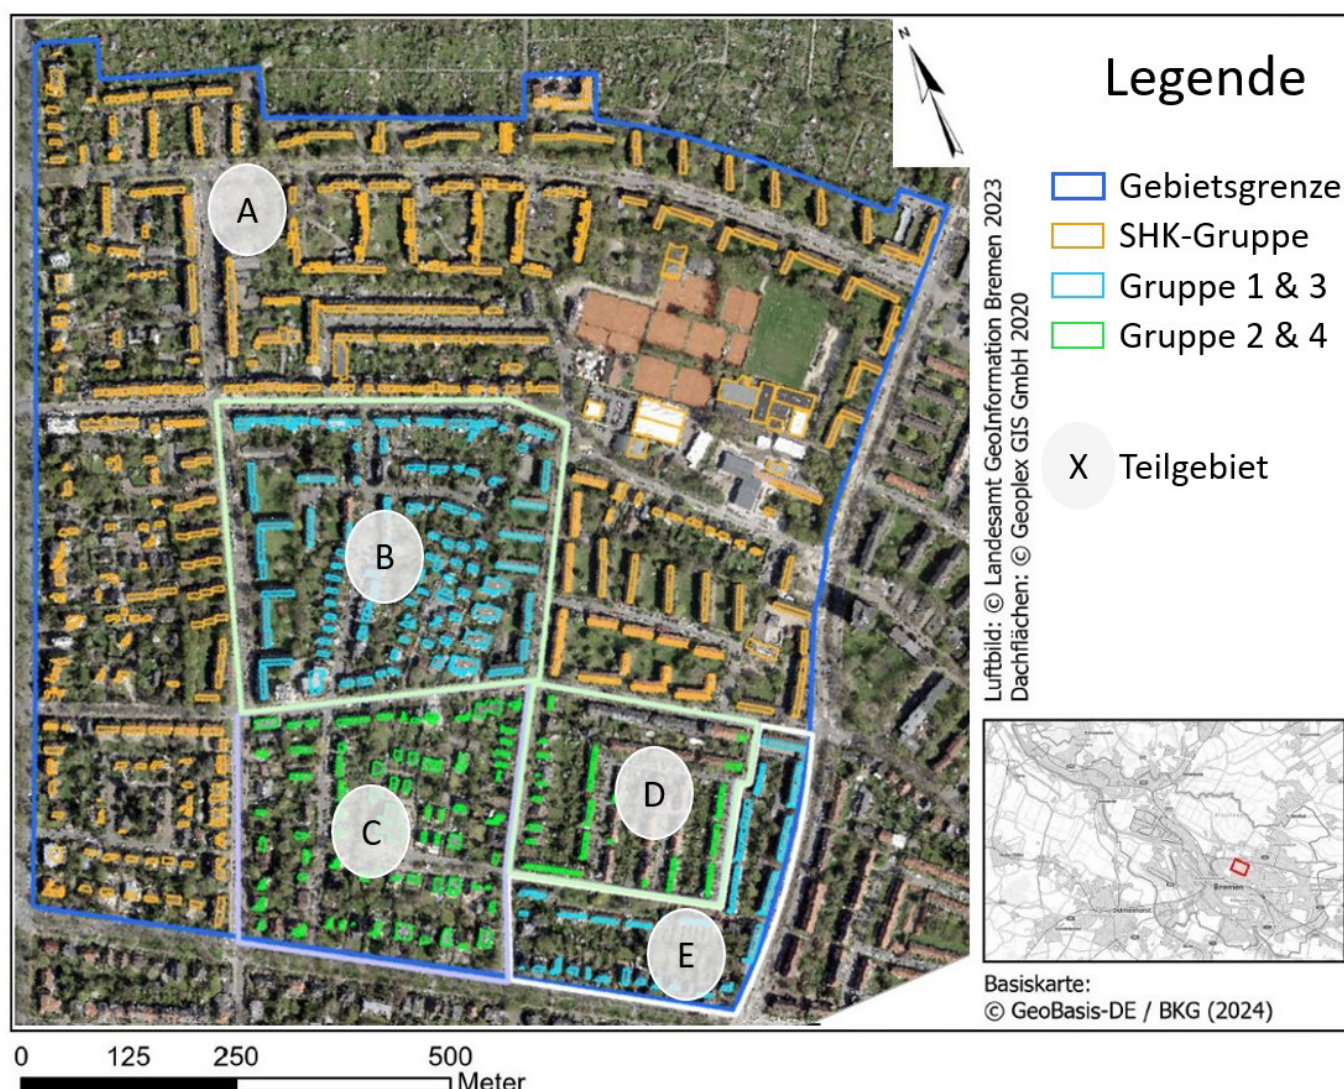 N
Legende
Gebietsgrenze
SHK-Gruppe
Gruppe 1 & 3
Gruppe 2 & 4
X Teilgebiet
A
B
C
D
E
Luftbild: © Landesamt GeoInformation Bremen 2023
Dachflächen: © Geoplex GIS GmbH 2020
Bremen
Delmenhorst
Basiskarte:
© GeoBasis-DE / BKG (2024)
0 125 250 500
Meter